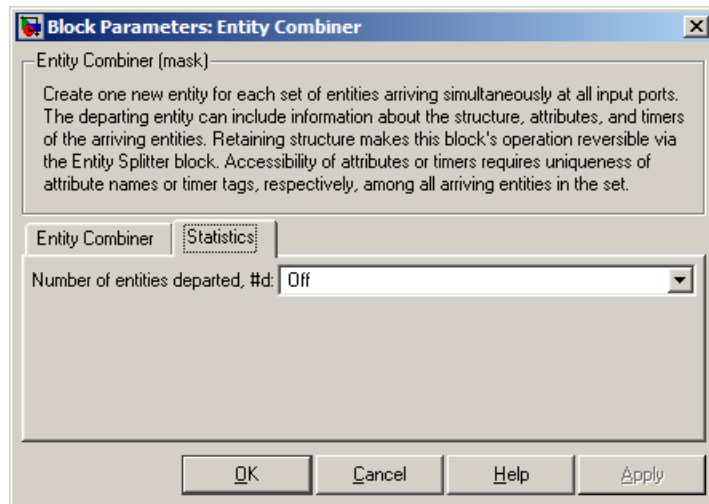 Block Parameters: Entity Combiner
Entity Combiner (mask)
Create one new entity for each set of entities arriving simultaneously at all input ports.
The departing entity can include information about the structure, attributes, and timers
of the arriving entities. Retaining structure makes this block's operation reversible via
the Entity Splitter block. Accessibility of attributes or timers requires uniqueness of
attribute names or timer tags, respectively, among all arriving entities in the set.
Entity Combiner Statistics
Number of entities departed, #d: Off
OK Cancel Help Apply